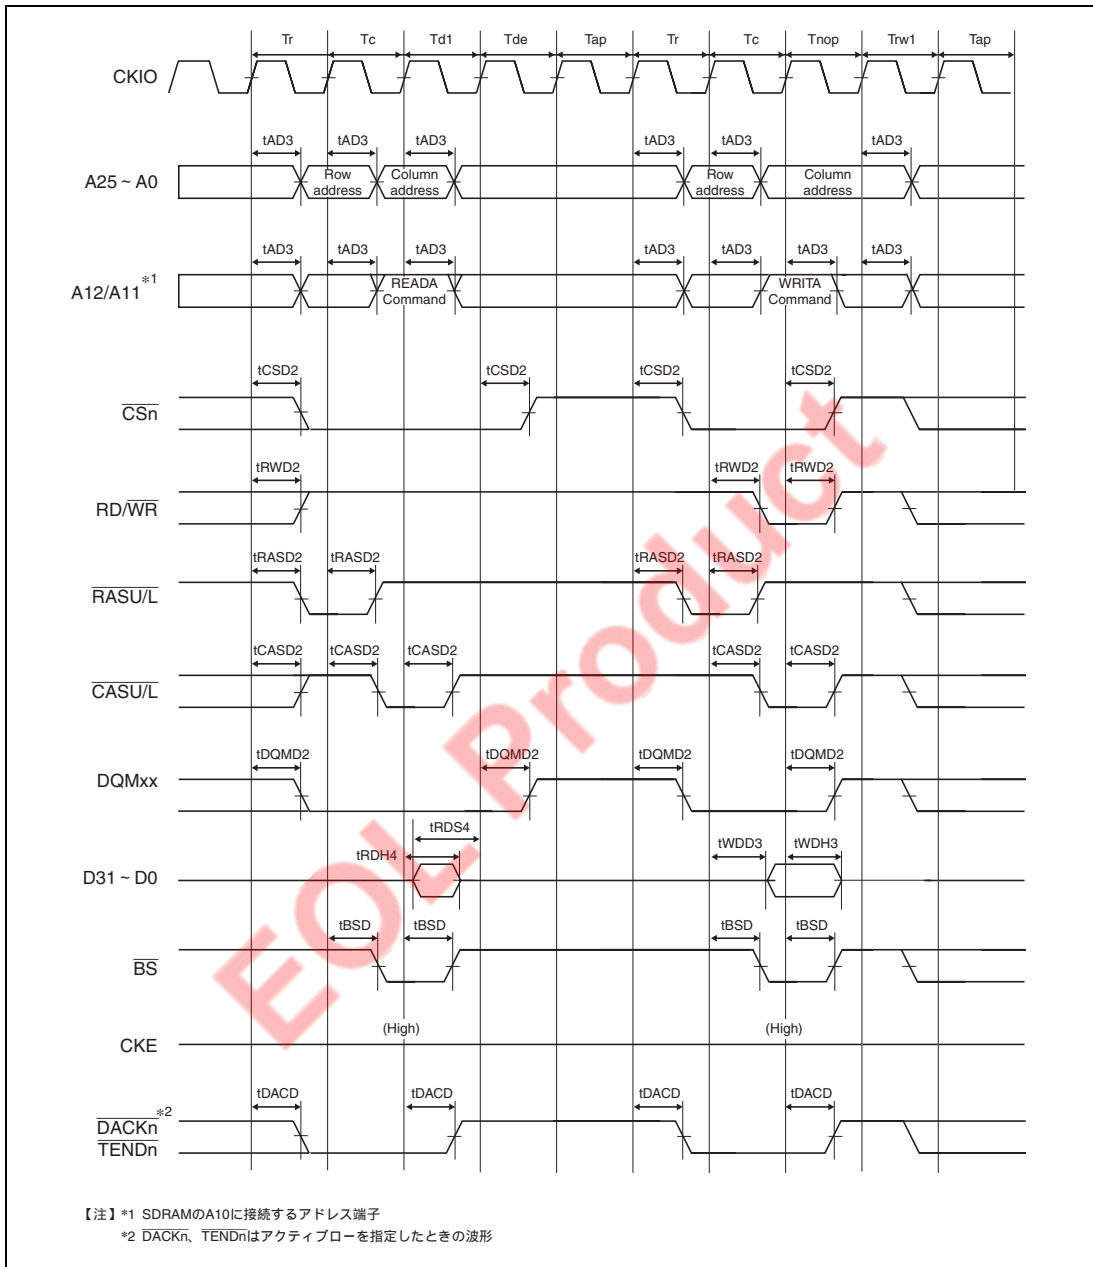 Tr Tc Td1 Tde Tap Tr Tc Tnop Trw1 Tap
CKIO
tAD3 tAD3 tAD3 tAD3 tAD3 tAD3
A25 ~ A0
Row address
Column address
Row address
Column address
tAD3 tAD3 tAD3 tAD3 tAD3 tAD3 tAD3
A12/A11*1
READA Command
WRITA Command
tCSD2 tCSD2 tCSD2 tCSD2
CSn
tRWD2 tRWD2 tRWD2
RD/WR
tRASD2 tRASD2 tRASD2 tRASD2
RASU/L
tCASD2 tCASD2 tCASD2 tCASD2 tCASD2
CASU/L
tDQMD2 tDQMD2 tDQMD2 tDQMD2
DQMxx
tRDS4
tRDH4 tWDD3 tWDH3
D31 ~ D0
tBSD tBSD tBSD tBSD
BS
(High) (High)
CKE
tDACD tDACD tDACD tDACD
DACKn*2
TENDn
EOL Product
【注】*1 SDRAMのA10に接続するアドレス端子
*2 DACKn、TENDnはアクティブローを指定したときの波形